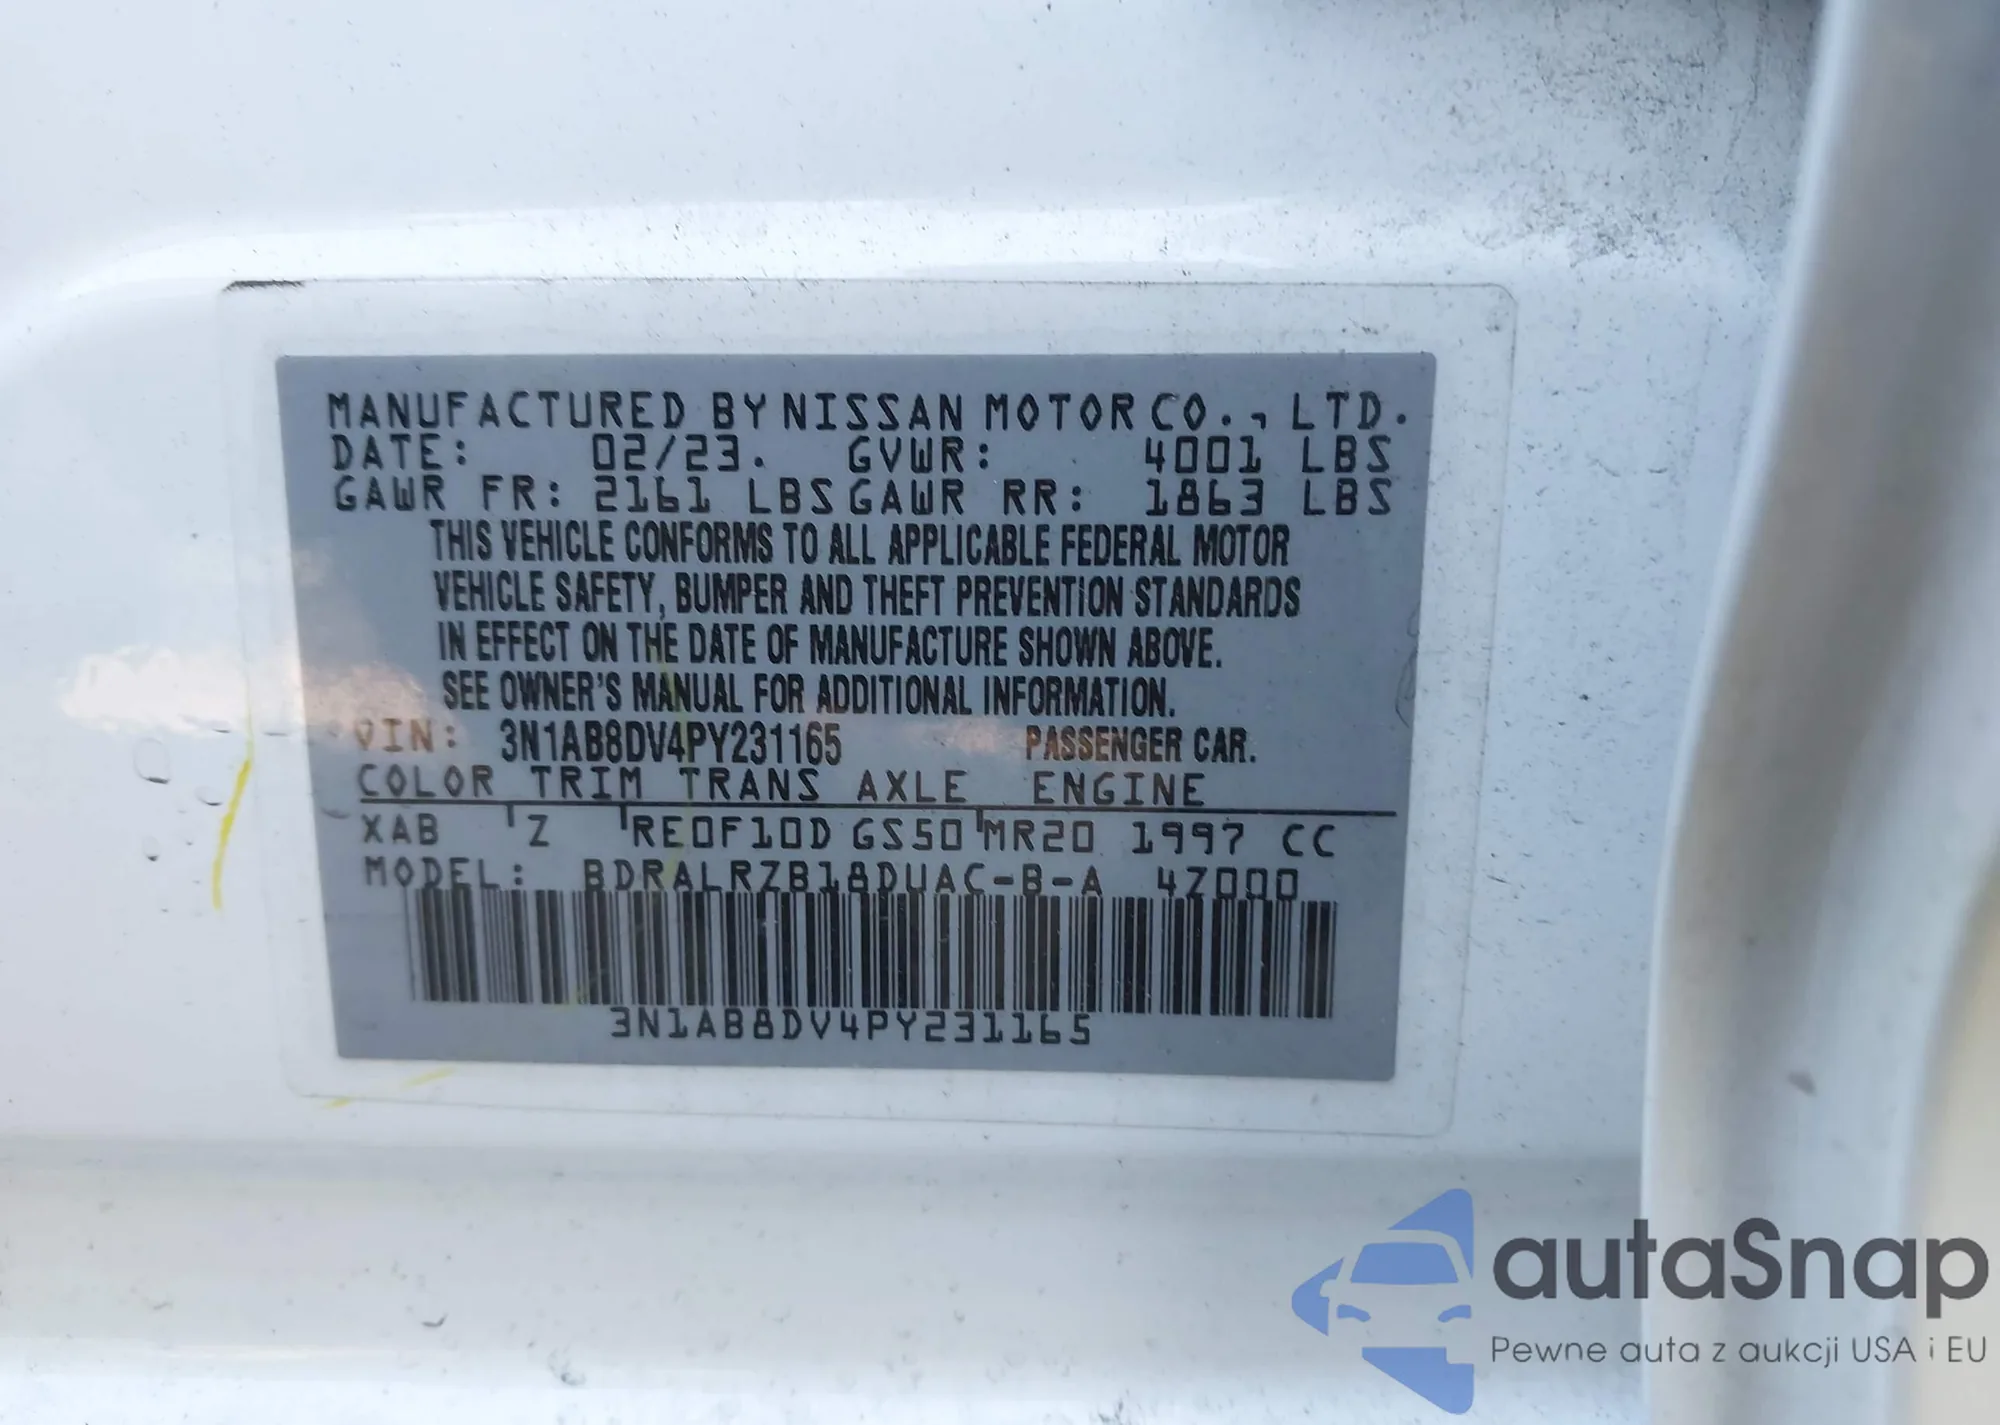 MANUFACTURED BY NISSAN MOTOR CO., LTD.
DATE: 02/23. GVWR: 4001 LBS
GAWR FR: 2161 LBS GAWR RR: 1863 LBS
THIS VEHICLE CONFORMS TO ALL APPLICABLE FEDERAL MOTOR
VEHICLE SAFETY, BUMPER AND THEFT PREVENTION STANDARDS
IN EFFECT ON THE DATE OF MANUFACTURE SHOWN ABOVE.
SEE OWNER'S MANUAL FOR ADDITIONAL INFORMATION.
VIN: 3N1AB8DV4PY231165 PASSENGER CAR.
COLOR TRIM TRANS AXLE ENGINE
XAB Z RE0F10D GS50 MR20 1997 CC
MODEL: BDRALRZB18DUAC-B-A 4Z000
3N1AB8DV4PY231165
autaSnap
Pewne auta z aukcji USA i EU